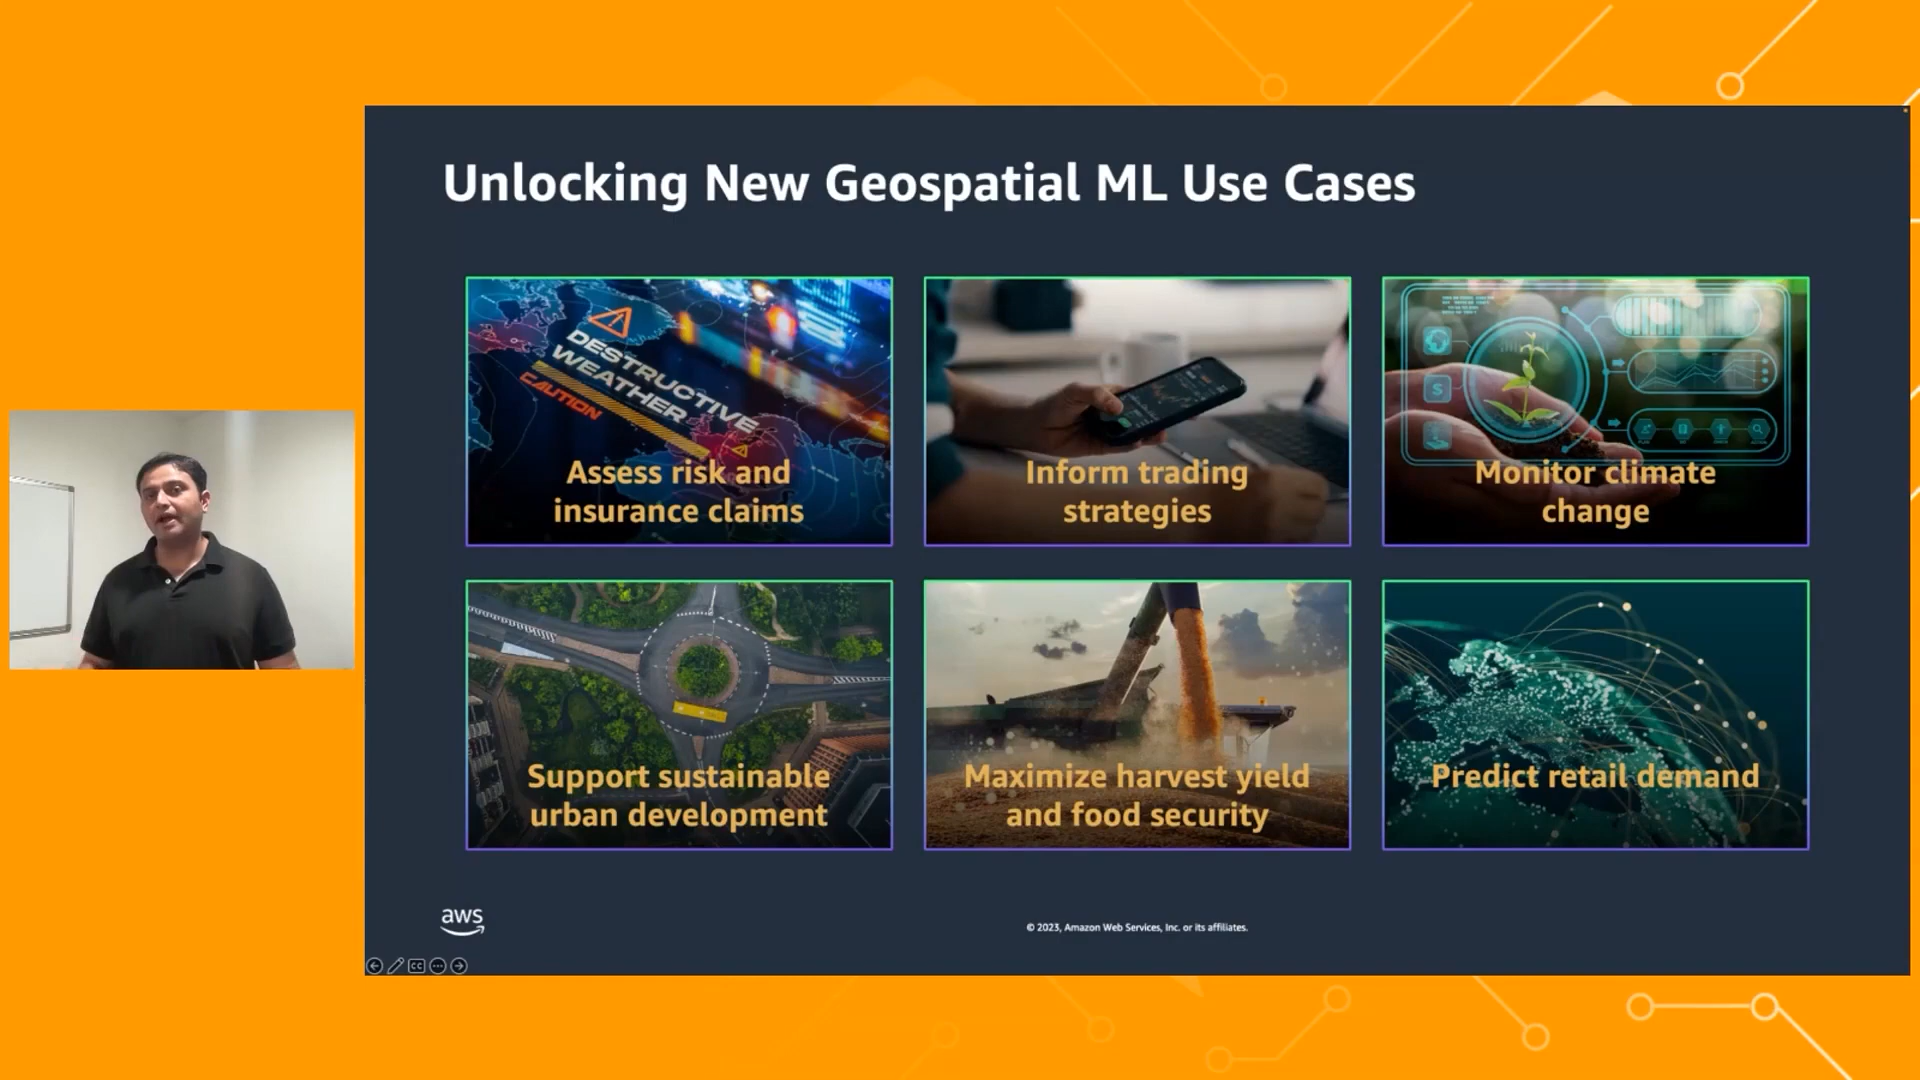 Unlocking New Geospatial ML Use Cases
DESTRUCTIVE
WEATHER
CAUTION
Assess risk and
insurance claims
Inform trading
strategies
Monitor climate
change
Support sustainable
urban development
Maximize harvest yield
and food security
Predict retail demand
aws
© 2023, Amazon Web Services, Inc. or its affiliates.
CC